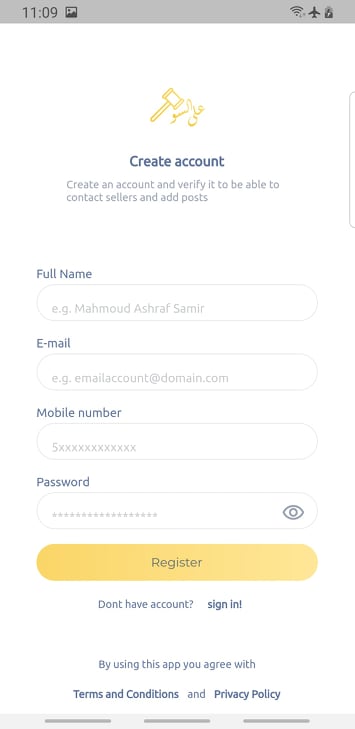 11:09
على السوم
Create account
Create an account and verify it to be able to
contact sellers and add posts
Full Name
e.g. Mahmoud Ashraf Samir
E-mail
e.g. emailaccount@domain.com
Mobile number
5xxxxxxxxxxxx
Password
******************
Register
Dont have account? sign in!
By using this app you agree with
Terms and Conditions and Privacy Policy